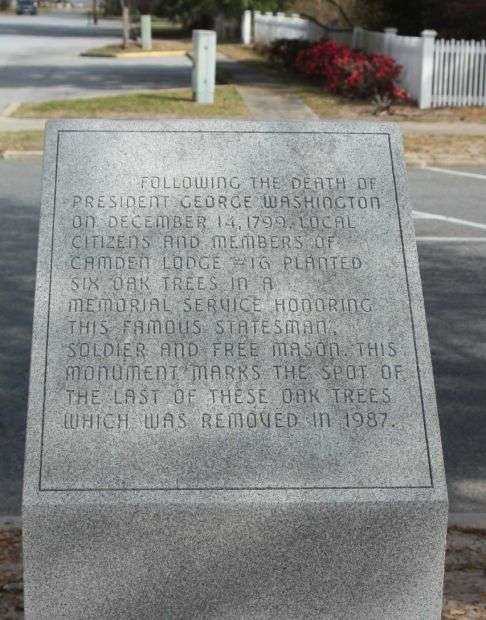 FOLLOWING THE DEATH OF
PRESIDENT GEORGE WASHINGTON
ON DECEMBER 14, 1799, LOCAL
CITIZENS AND MEMBERS OF
CAMDEN LODGE #16 PLANTED
SIX OAK TREES IN A
MEMORIAL SERVICE HONORING
THIS FAMOUS STATESMAN,
SOLDIER AND FREE MASON. THIS
MONUMENT MARKS THE SPOT OF
THE LAST OF THESE OAK TREES
WHICH WAS REMOVED IN 1987.